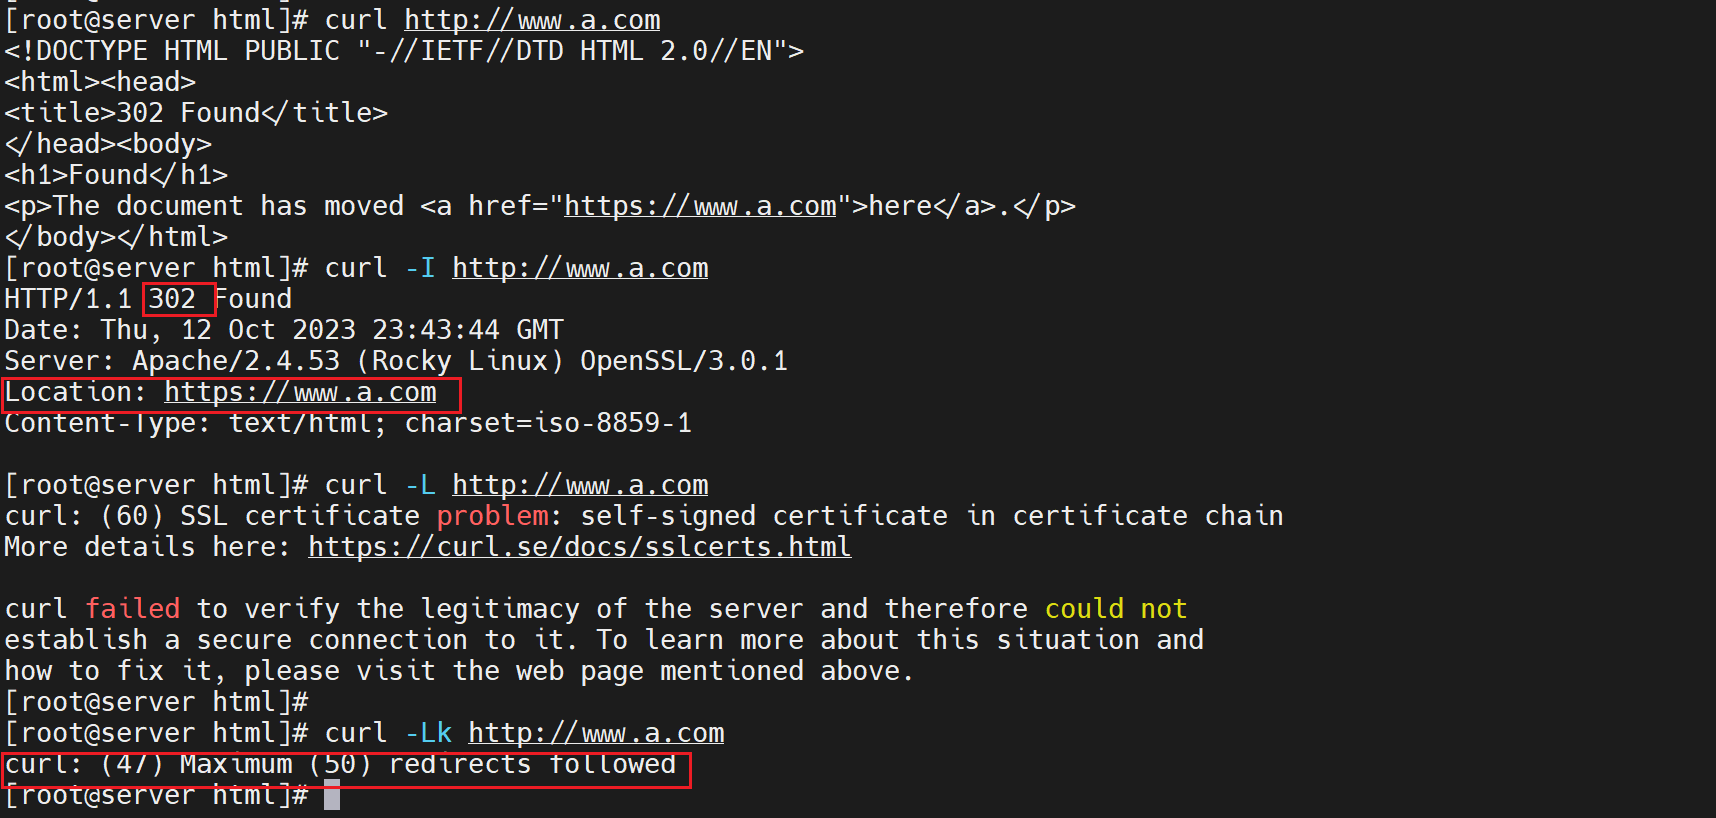 [root@server html]# curl http://www.a.com
<!DOCTYPE HTML PUBLIC "-//IETF//DTD HTML 2.0//EN">
<html><head>
<title>302 Found</title>
</head><body>
<h1>Found</h1>
<p>The document has moved <a href="https://www.a.com">here</a>.</p>
</body></html>
[root@server html]# curl -I http://www.a.com
HTTP/1.1 302 Found
Date: Thu, 12 Oct 2023 23:43:44 GMT
Server: Apache/2.4.53 (Rocky Linux) OpenSSL/3.0.1
Location: https://www.a.com
Content-Type: text/html; charset=iso-8859-1
[root@server html]# curl -L http://www.a.com
curl: (60) SSL certificate problem: self-signed certificate in certificate chain
More details here: https://curl.se/docs/sslcerts.html
curl failed to verify the legitimacy of the server and therefore could not
establish a secure connection to it. To learn more about this situation and
how to fix it, please visit the web page mentioned above.
[root@server html]#
[root@server html]# curl -Lk http://www.a.com
curl: (47) Maximum (50) redirects followed
[root@server html]#